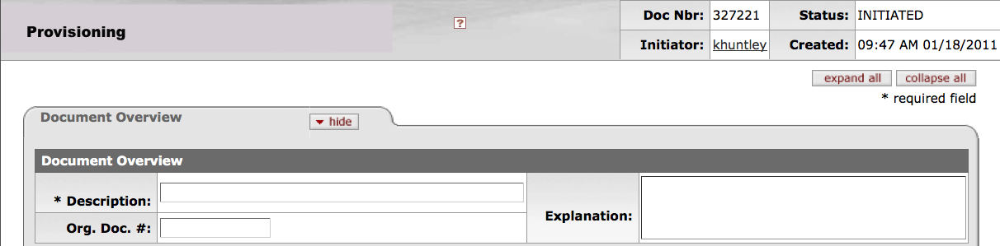 Provisioning
?
Doc Nbr: 327221 Status: INITIATED
Initiator: khuntley Created: 09:47 AM 01/18/2011
expand all collapse all
* required field
Document Overview hide
Document Overview
* Description:
Explanation:
Org. Doc. #: